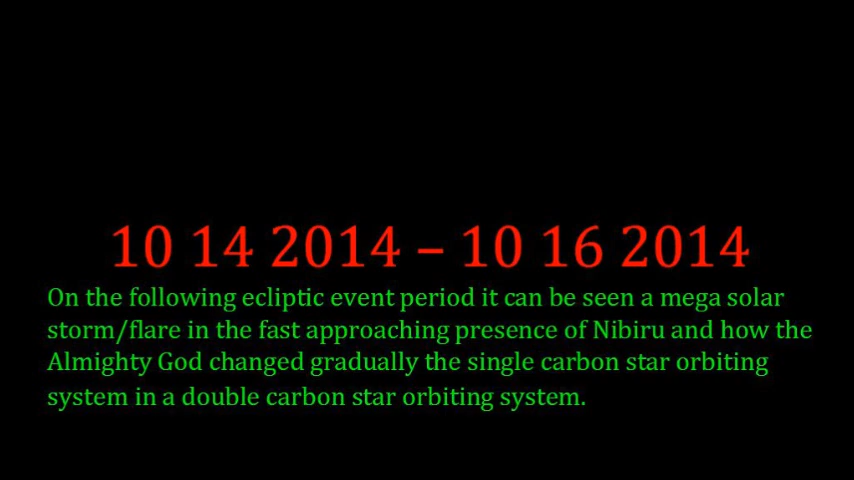 10 14 2014 – 10 16 2014
On the following ecliptic event period it can be seen a mega solar
storm/flare in the fast approaching presence of Nibiru and how the
Almighty God changed gradually the single carbon star orbiting
system in a double carbon star orbiting system.